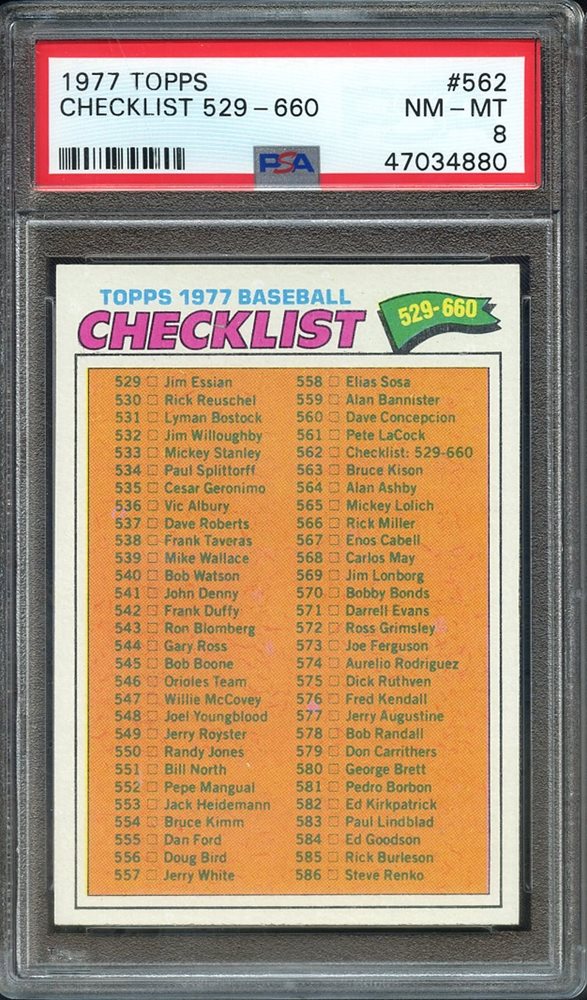 1977 TOPPS #562
CHECKLIST 529 – 660 NM – MT
8
PSA 47034880
TOPPS 1977 BASEBALL
CHECKLIST 529-660
529 Jim Essian
530 Rick Reuschel
531 Lyman Bostock
532 Jim Willoughby
533 Mickey Stanley
534 Paul Splittorff
535 Cesar Geronimo
536 Vic Albury
537 Dave Roberts
538 Frank Taveras
539 Mike Wallace
540 Bob Watson
541 John Denny
542 Frank Duffy
543 Ron Blomberg
544 Gary Ross
545 Bob Boone
546 Orioles Team
547 Willie McCovey
548 Joel Youngblood
549 Jerry Royster
550 Randy Jones
551 Bill North
552 Pepe Mangual
553 Jack Heidemann
554 Bruce Kimm
555 Dan Ford
556 Doug Bird
557 Jerry White
558 Elias Sosa
559 Alan Bannister
560 Dave Concepcion
561 Pete LaCock
562 Checklist: 529-660
563 Bruce Kison
564 Alan Ashby
565 Mickey Lolich
566 Rick Miller
567 Enos Cabell
568 Carlos May
569 Jim Lonborg
570 Bobby Bonds
571 Darrell Evans
572 Ross Grimsley
573 Joe Ferguson
574 Aurelio Rodriguez
575 Dick Ruthven
576 Fred Kendall
577 Jerry Augustine
578 Bob Randall
579 Don Carrithers
580 George Brett
581 Pedro Borbon
582 Ed Kirkpatrick
583 Paul Lindblad
584 Ed Goodson
585 Rick Burleson
586 Steve Renko